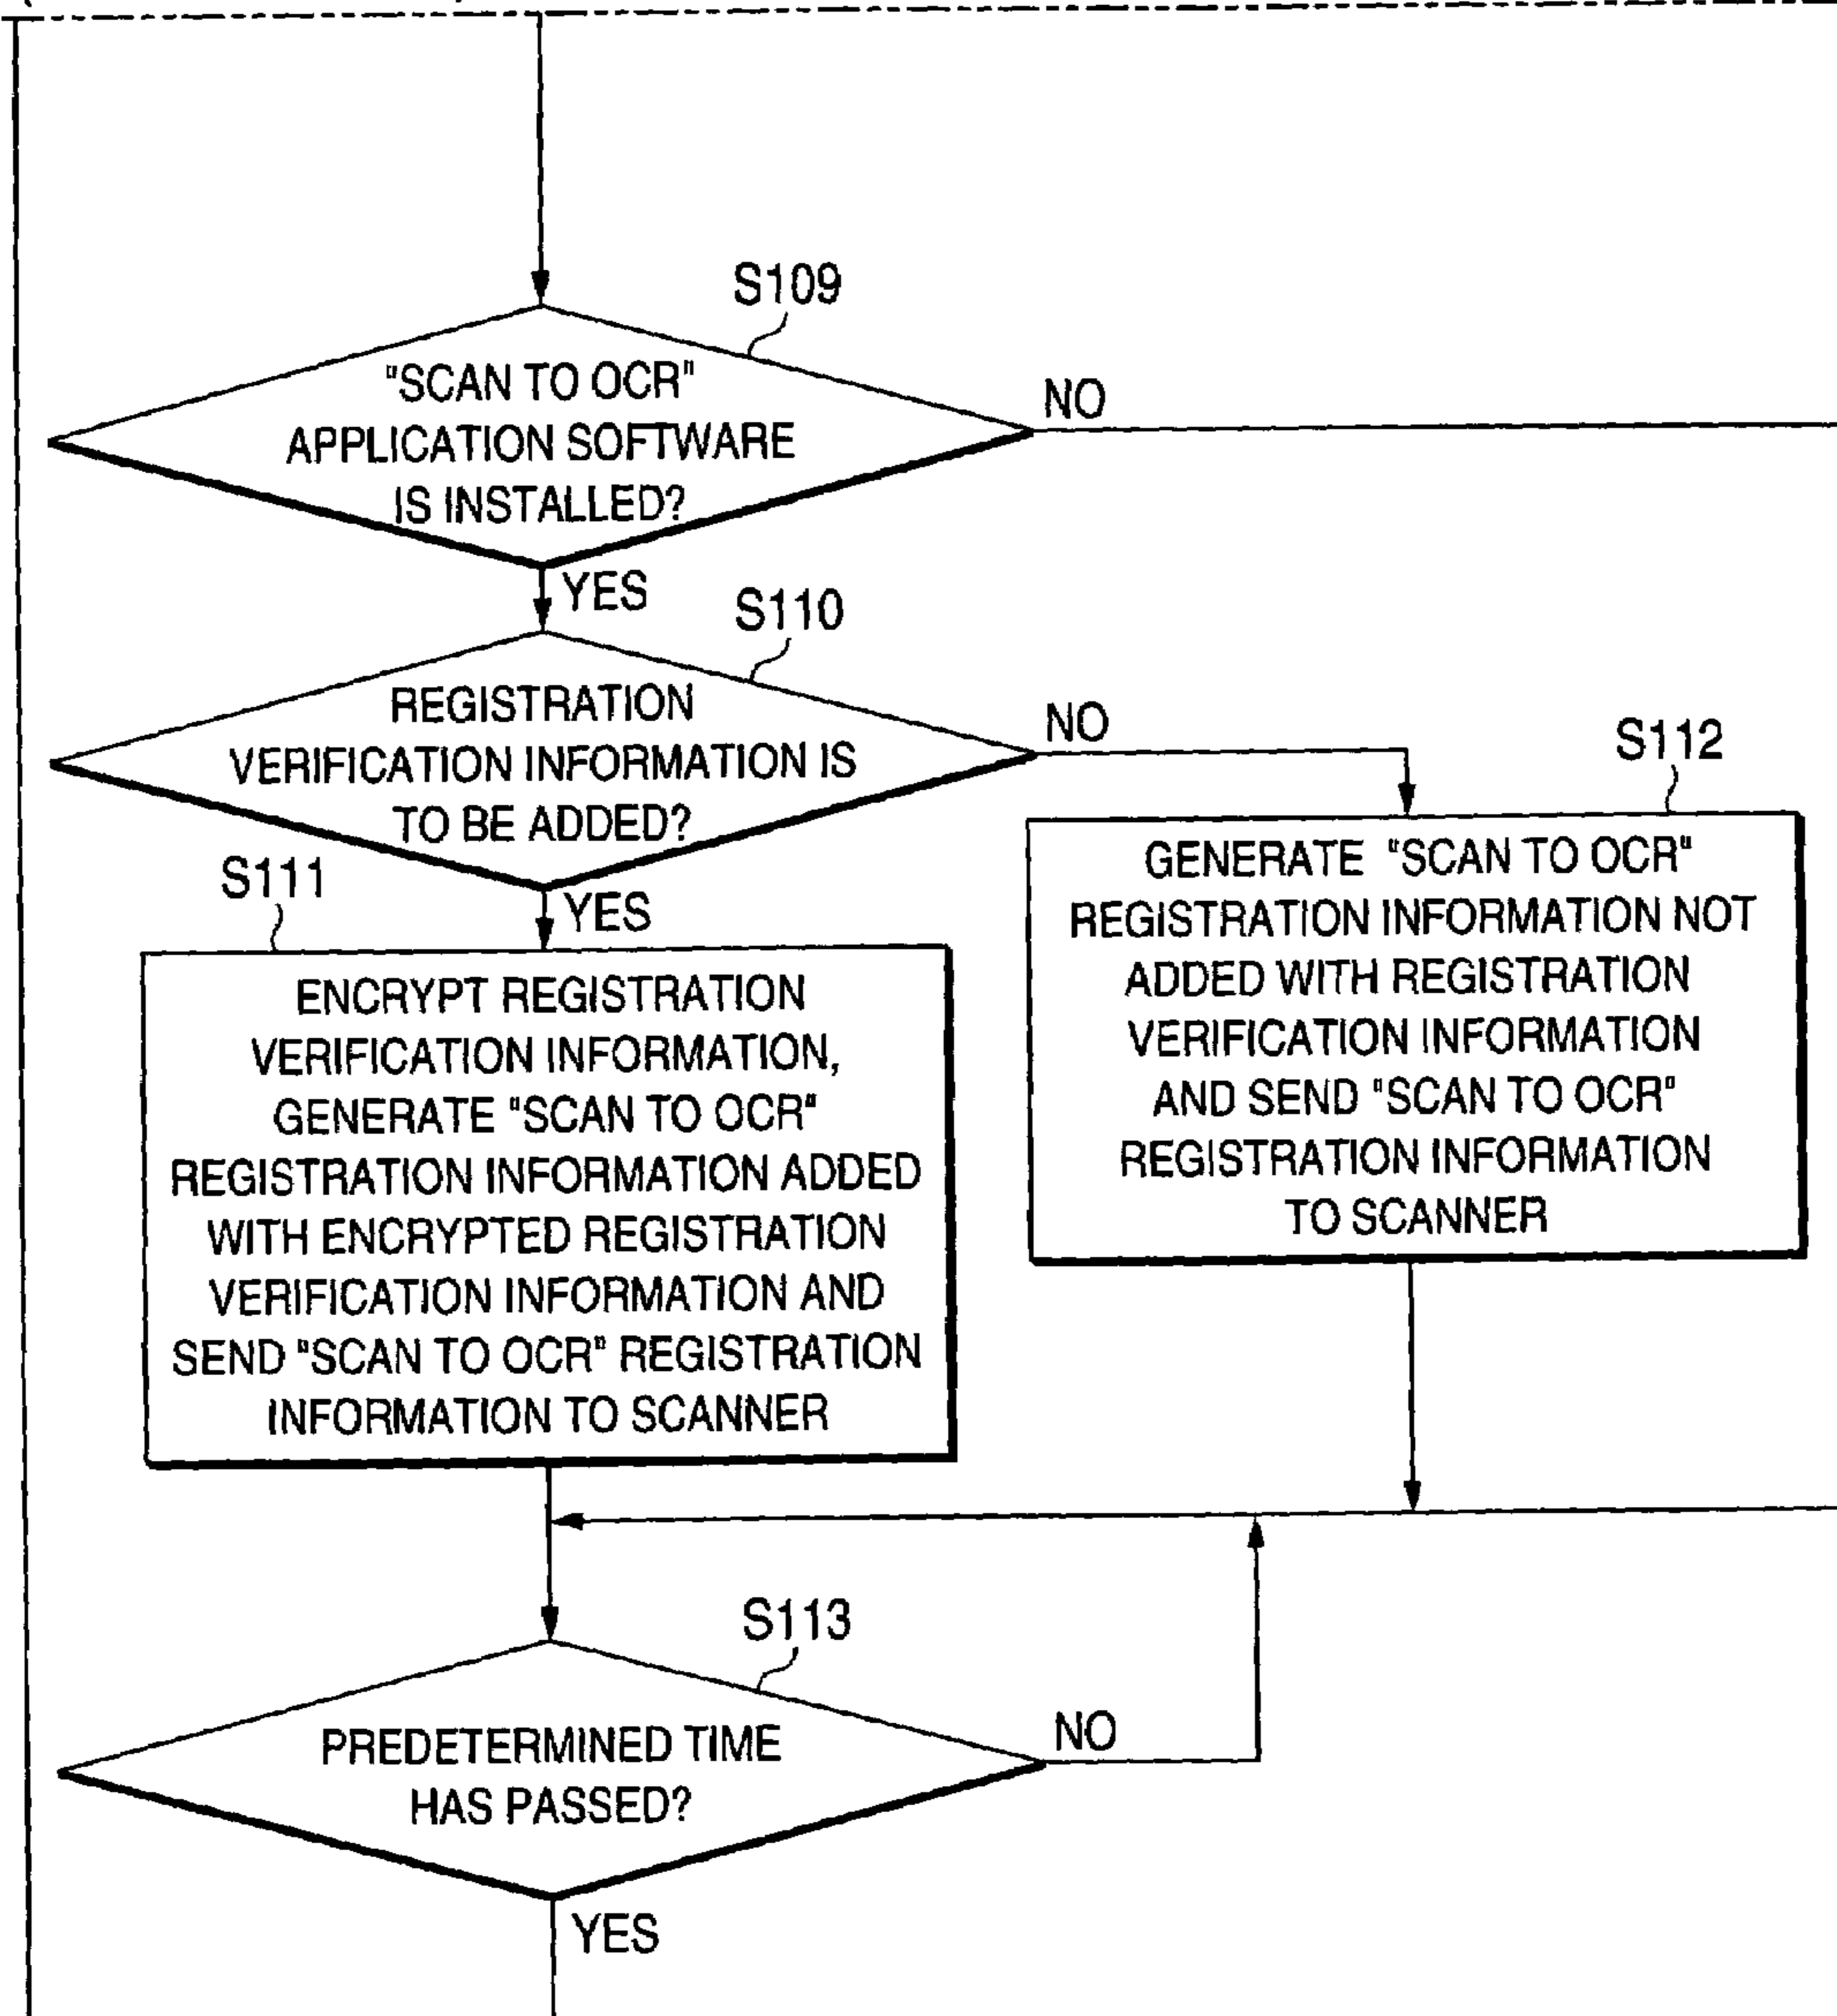 S109
"SCAN TO OCR"
APPLICATION SOFTWARE
IS INSTALLED?
NO
YES
S110
REGISTRATION
VERIFICATION INFORMATION IS
TO BE ADDED?
NO
YES
S111
ENCRYPT REGISTRATION
VERIFICATION INFORMATION,
GENERATE "SCAN TO OCR"
REGISTRATION INFORMATION ADDED
WITH ENCRYPTED REGISTRATION
VERIFICATION INFORMATION AND
SEND "SCAN TO OCR" REGISTRATION
INFORMATION TO SCANNER
S112
GENERATE "SCAN TO OCR"
REGISTRATION INFORMATION NOT
ADDED WITH REGISTRATION
VERIFICATION INFORMATION
AND SEND "SCAN TO OCR"
REGISTRATION INFORMATION
TO SCANNER
S113
PREDETERMINED TIME
HAS PASSED?
NO
YES